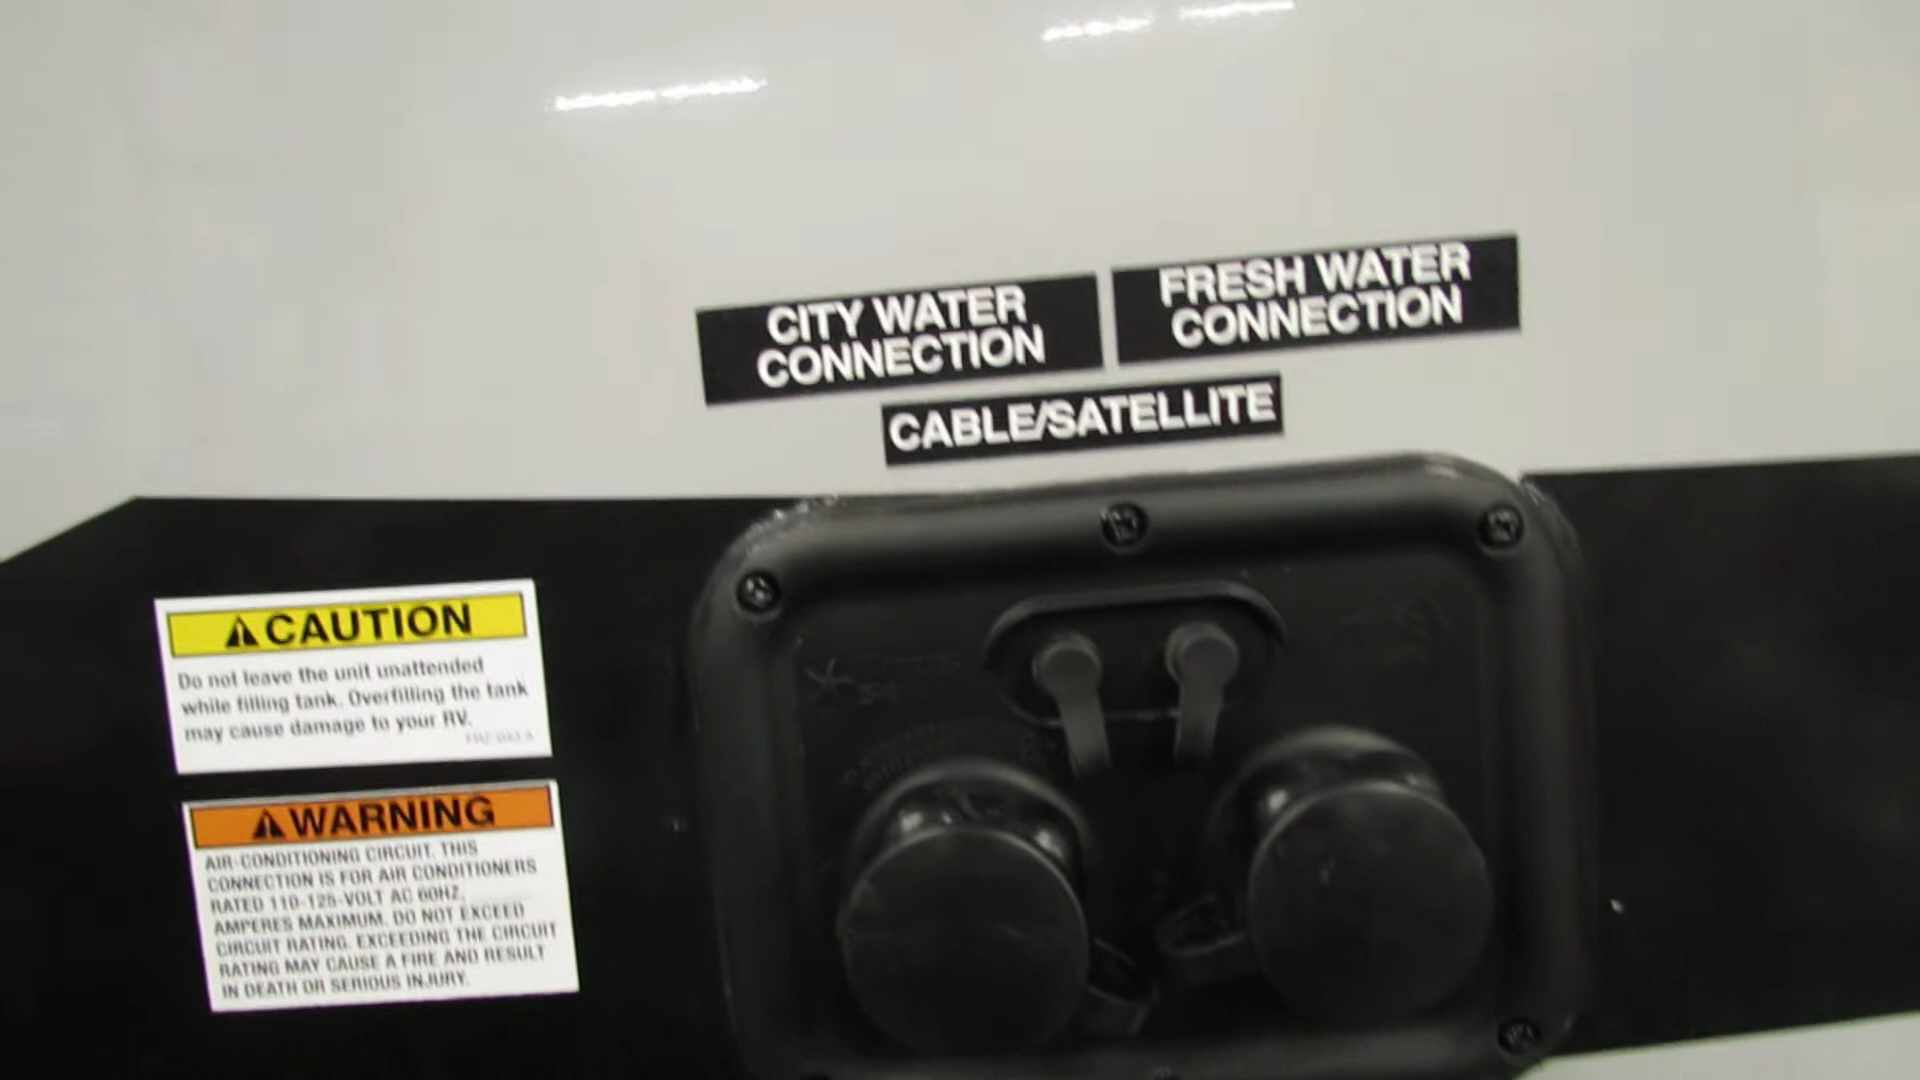 CITY WATER
CONNECTION
FRESH WATER
CONNECTION
CABLE/SATELLITE
CAUTION
Do not leave the unit unattended
while filling tank. Overfilling the tank
may cause damage to your RV.
WARNING
AIR-CONDITIONING CIRCUIT. THIS
CONNECTION IS FOR AIR CONDITIONERS
RATED 110-125-VOLT AC 60HZ,
AMPERES MAXIMUM. DO NOT EXCEED
CIRCUIT RATING. EXCEEDING THE CIRCUIT
RATING MAY CAUSE A FIRE AND RESULT
IN DEATH OR SERIOUS INJURY.